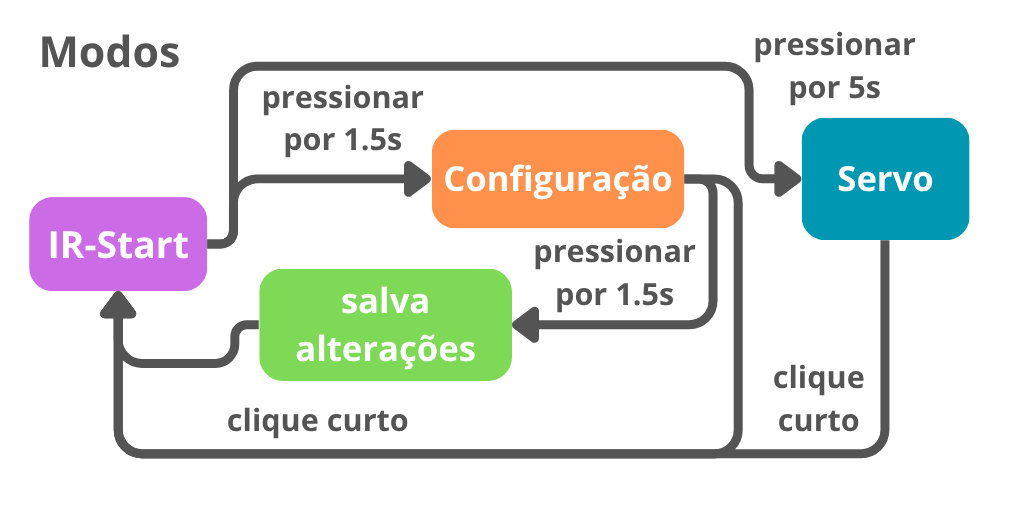 Modos
pressionar
por 5s
pressionar
por 1.5s
Configuração
Servo
IR-Start
pressionar
por 1.5s
salva
alterações
clique
curto
clique curto